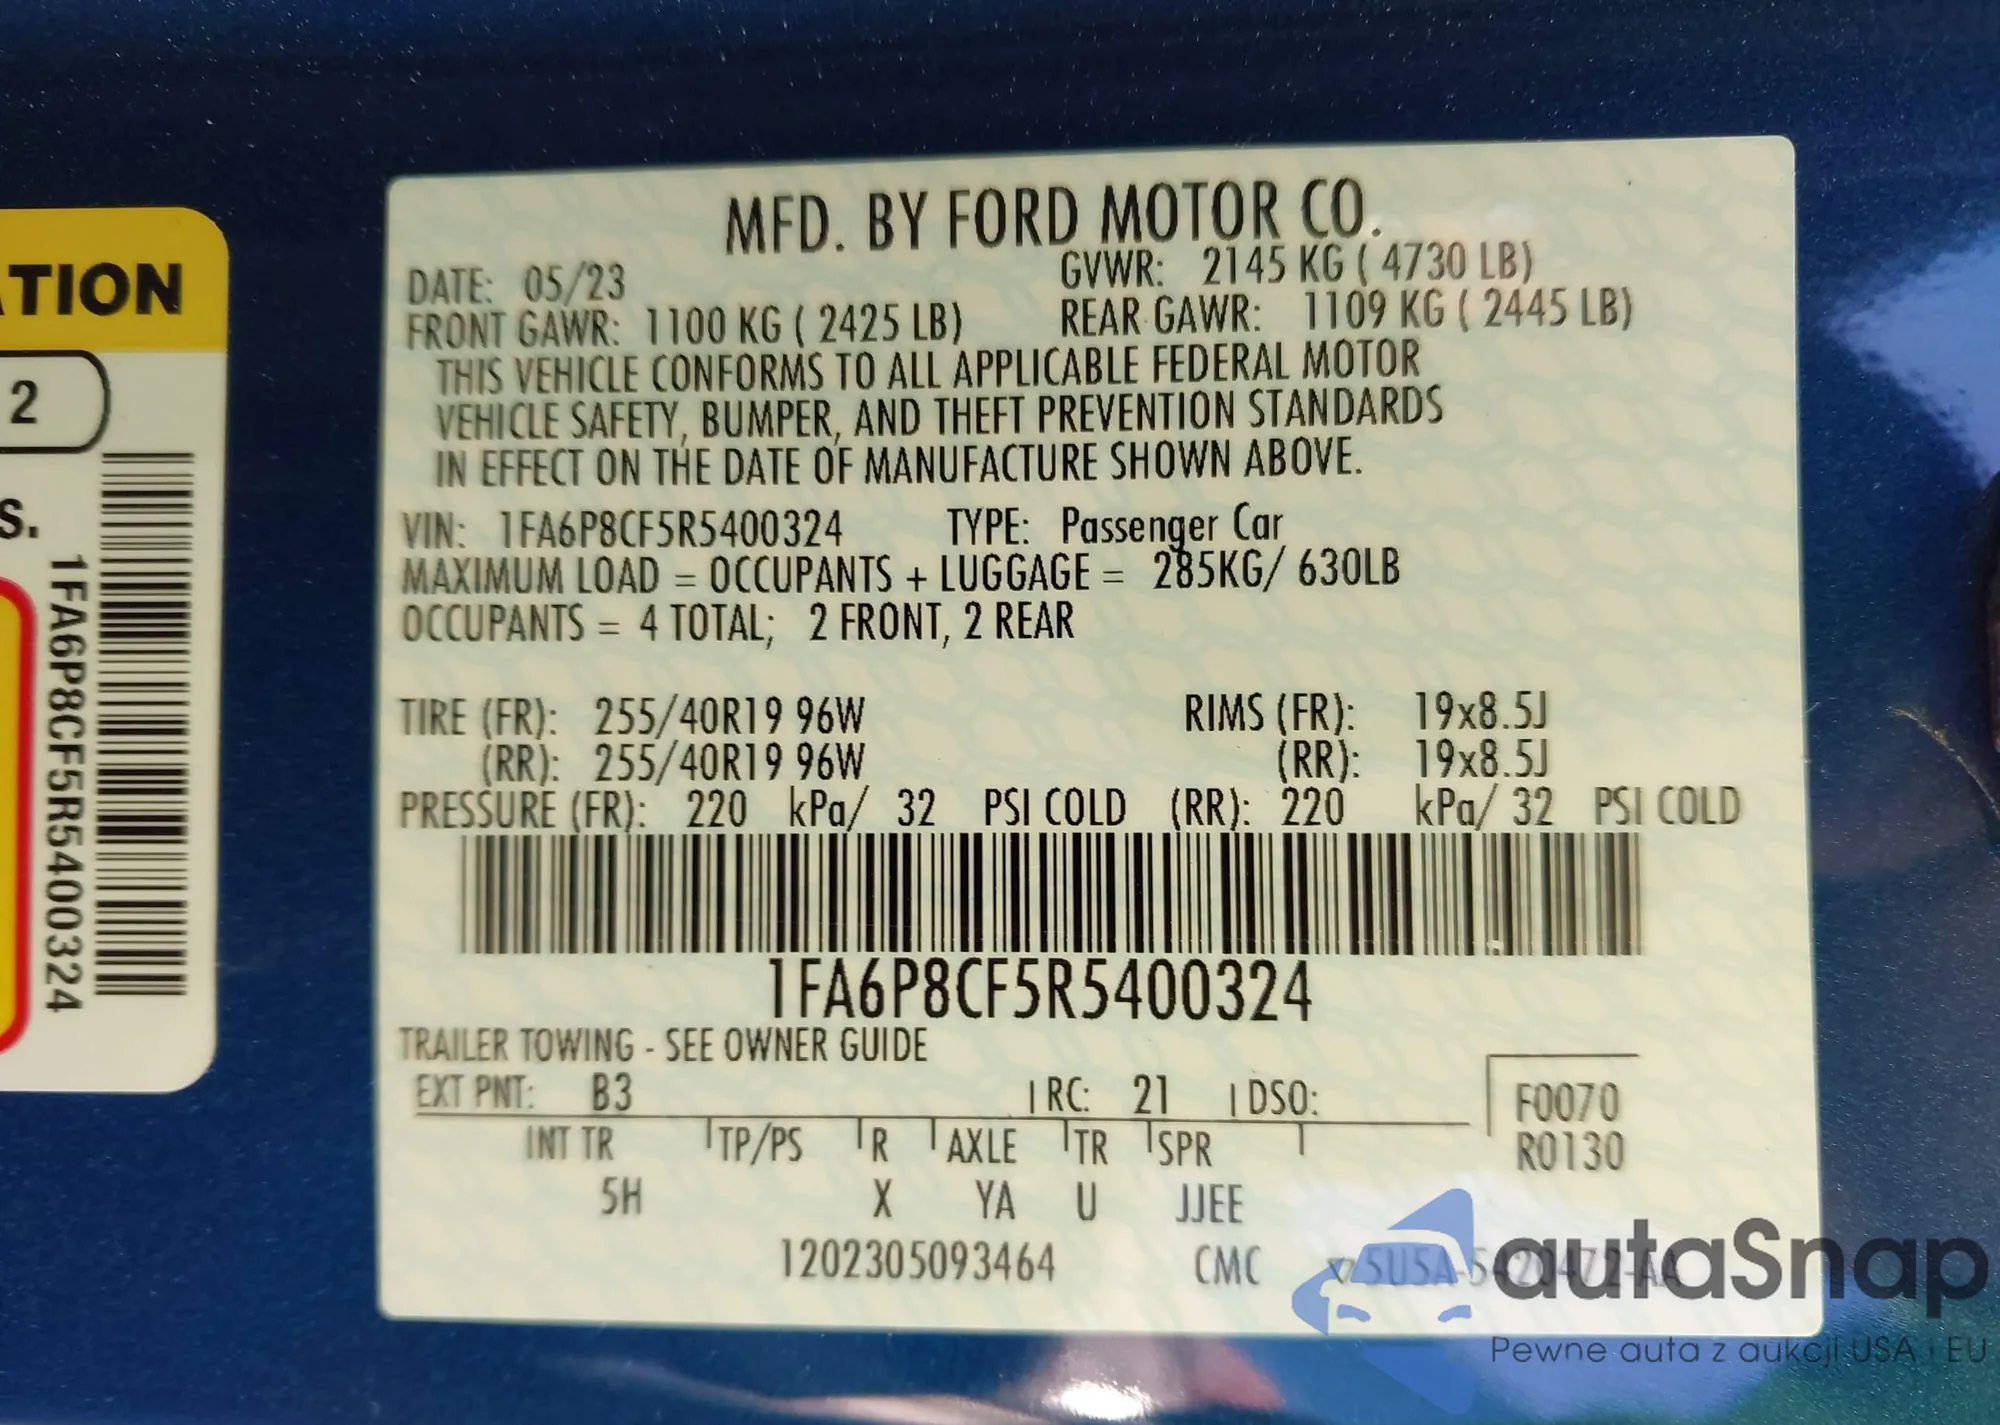 ATION
2
S.
1FA6P8CF5R5400324
MFD. BY FORD MOTOR CO.
DATE: 05/23 GVWR: 2145 KG ( 4730 LB)
FRONT GAWR: 1100 KG ( 2425 LB) REAR GAWR: 1109 KG ( 2445 LB)
THIS VEHICLE CONFORMS TO ALL APPLICABLE FEDERAL MOTOR
VEHICLE SAFETY, BUMPER, AND THEFT PREVENTION STANDARDS
IN EFFECT ON THE DATE OF MANUFACTURE SHOWN ABOVE.
VIN: 1FA6P8CF5R5400324 TYPE: Passenger Car
MAXIMUM LOAD = OCCUPANTS + LUGGAGE = 285KG/ 630LB
OCCUPANTS = 4 TOTAL; 2 FRONT, 2 REAR
TIRE (FR): 255/40R19 96W RIMS (FR): 19x8.5J
(RR): 255/40R19 96W (RR): 19x8.5J
PRESSURE (FR): 220 kPa/ 32 PSI COLD (RR): 220 kPa/ 32 PSI COLD
1FA6P8CF5R5400324
TRAILER TOWING - SEE OWNER GUIDE
EXT PNT: B3 RC: 21 DSO: F0070
INT TR TP/PS R AXLE TR SPR R0130
5H X YA U JJEE
1202305093464 CMC 5U5A-5420472-AA
autaSnap
Pewne auta z aukcji USA i EU